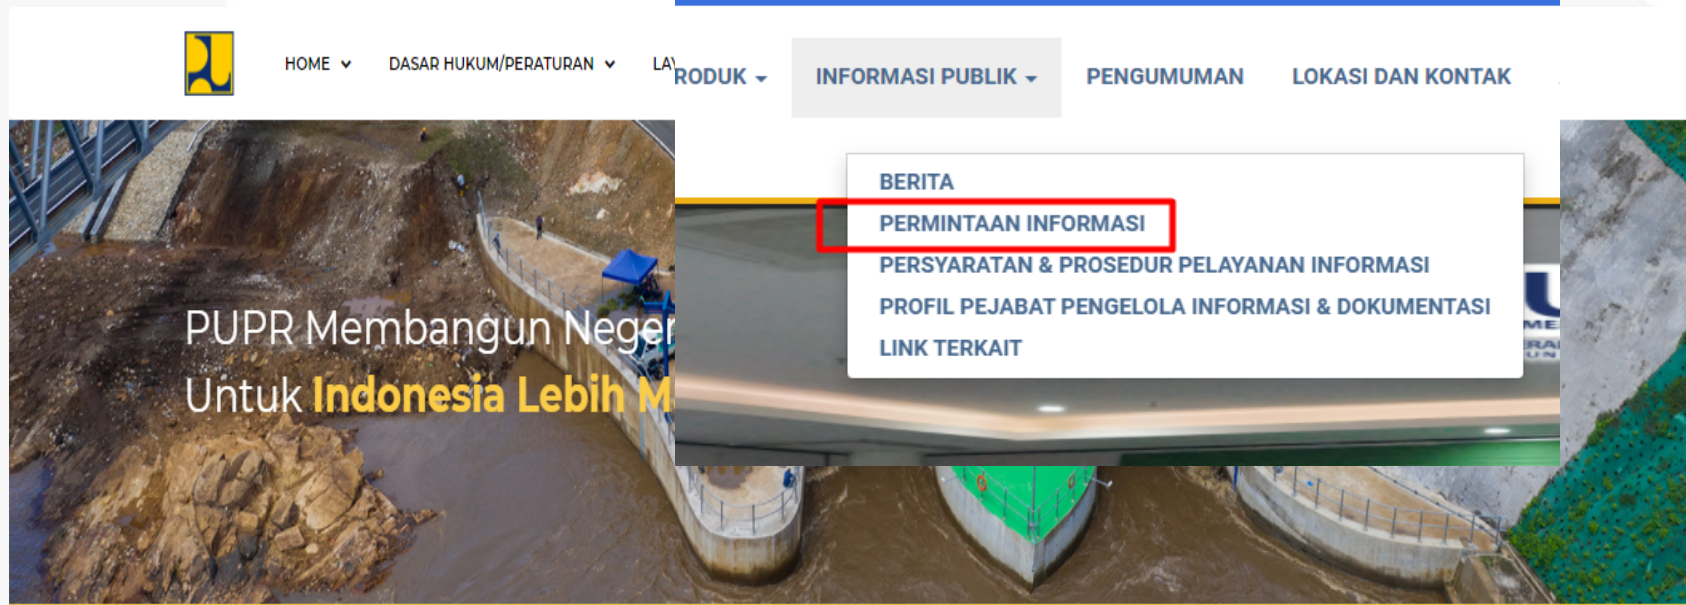 HOME
DASAR HUKUM/PERATURAN
RODUK
INFORMASI PUBLIK
PENGUMUMAN
LOKASI DAN KONTAK
BERITA
PERMINTAAN INFORMASI
PERSYARATAN & PROSEDUR PELAYANAN INFORMASI
PROFIL PEJABAT PENGELOLA INFORMASI & DOKUMENTASI
LINK TERKAIT
PUPR Membangun Neger
Untuk Indonesia Lebih M